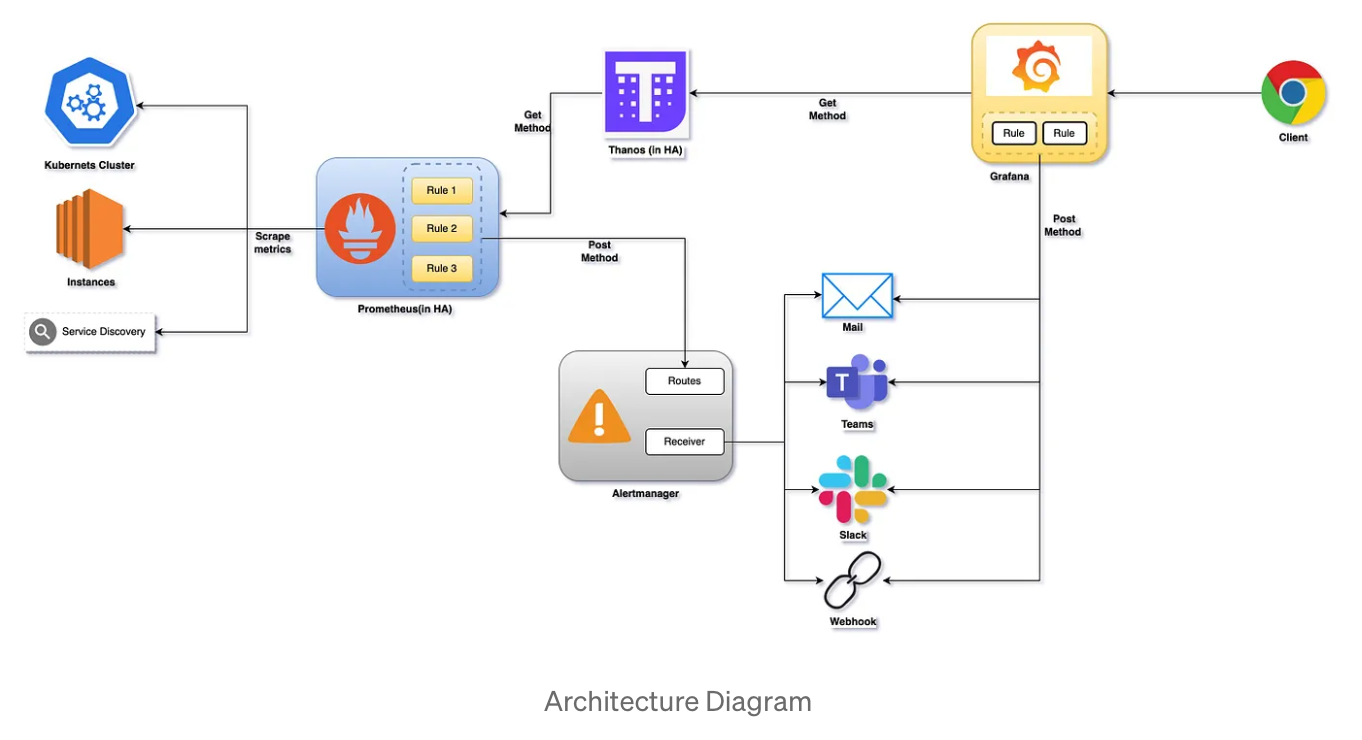 Kubernets Cluster
Instances
Service Discovery
Scrape
metrics
Rule 1
Rule 2
Rule 3
Prometheus(in HA)
Get
Method
Thanos (in HA)
Get
Method
Rule
Rule
Grafana
Client
Post
Method
Post
Method
Routes
Receiver
Alertmanager
Mail
T
Teams
Slack
Webhook
Architecture Diagram